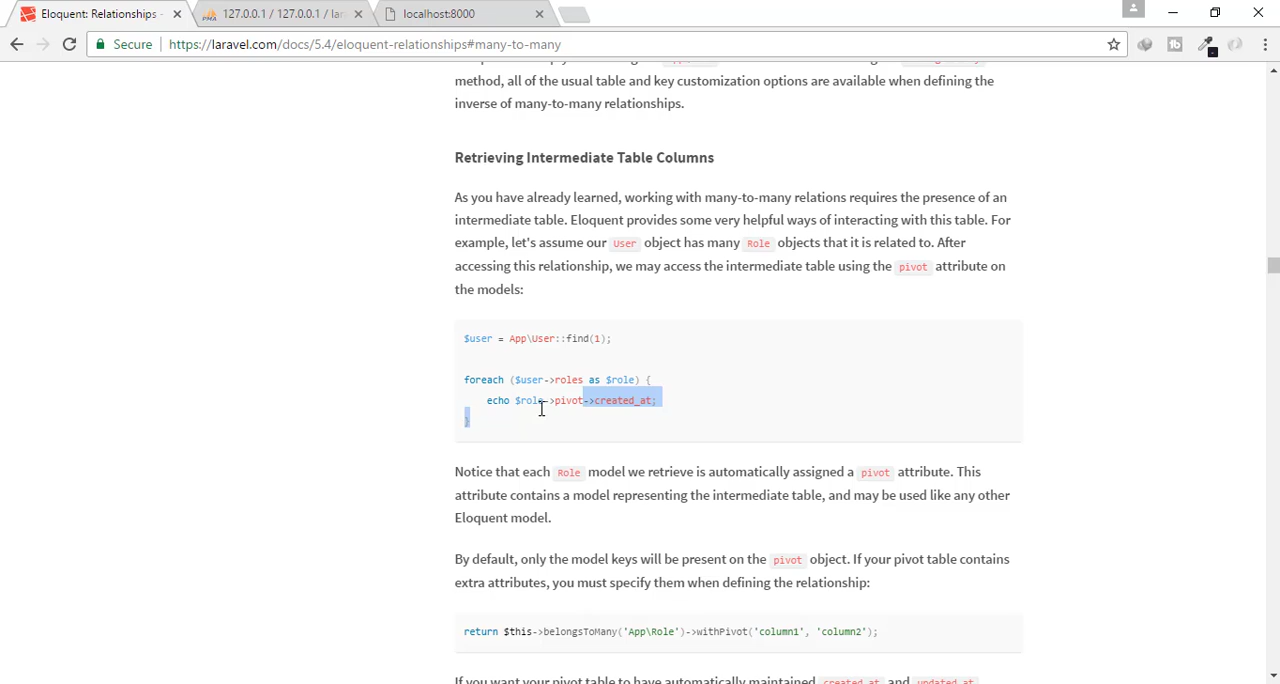 Eloquent: Relationships -
127.0.0.1 / 127.0.0.1 / lar
localhost:8000
Secure
https://laravel.com/docs/5.4/eloquent-relationships#many-to-many
method, all of the usual table and key customization options are available when defining the
inverse of many-to-many relationships.
Retrieving Intermediate Table Columns
As you have already learned, working with many-to-many relations requires the presence of an
intermediate table. Eloquent provides some very helpful ways of interacting with this table. For
example, let's assume our User object has many Role objects that it is related to. After
accessing this relationship, we may access the intermediate table using the pivot attribute on
the models:
$user = App\User::find(1);
foreach ($user->roles as $role) {
echo $role->pivot->created_at;
}
Notice that each Role model we retrieve is automatically assigned a pivot attribute. This
attribute contains a model representing the intermediate table, and may be used like any other
Eloquent model.
By default, only the model keys will be present on the pivot object. If your pivot table contains
extra attributes, you must specify them when defining the relationship:
return $this->belongsToMany('App\Role')->withPivot('column1', 'column2');
If you want your pivot table to have automatically maintained created_at and updated_at